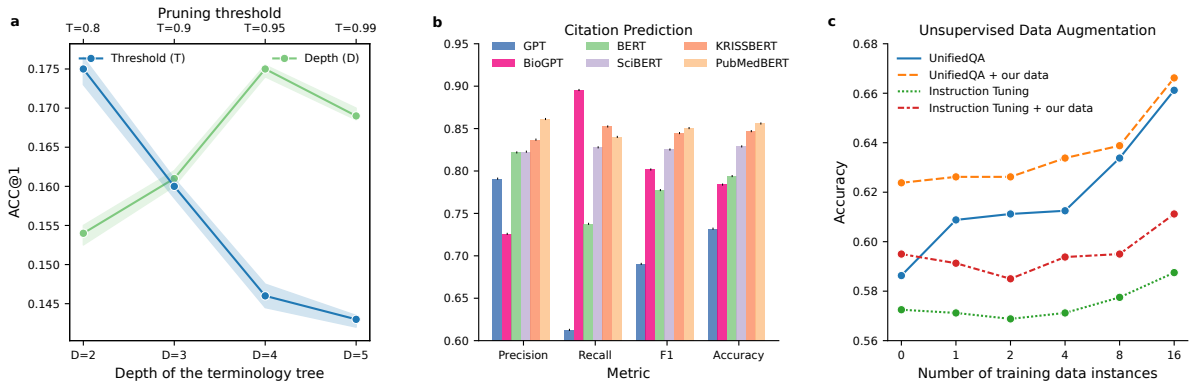 a
Pruning threshold
T=0.8 T=0.9 T=0.95 T=0.99
Threshold (T) Depth (D)
ACC@1
0.175
0.170
0.165
0.160
0.155
0.150
0.145
D=2 D=3 D=4 D=5
Depth of the terminology tree
b
Citation Prediction
GPT BERT KRISSBERT
BioGPT SciBERT PubMedBERT
0.95
0.90
0.85
0.80
0.75
0.70
0.65
0.60
Precision Recall F1 Accuracy
Metric
c
Unsupervised Data Augmentation
UnifiedQA
UnifiedQA + our data
Instruction Tuning
Instruction Tuning + our data
Accuracy
0.68
0.66
0.64
0.62
0.60
0.58
0.56
0 1 2 4 8 16
Number of training data instances